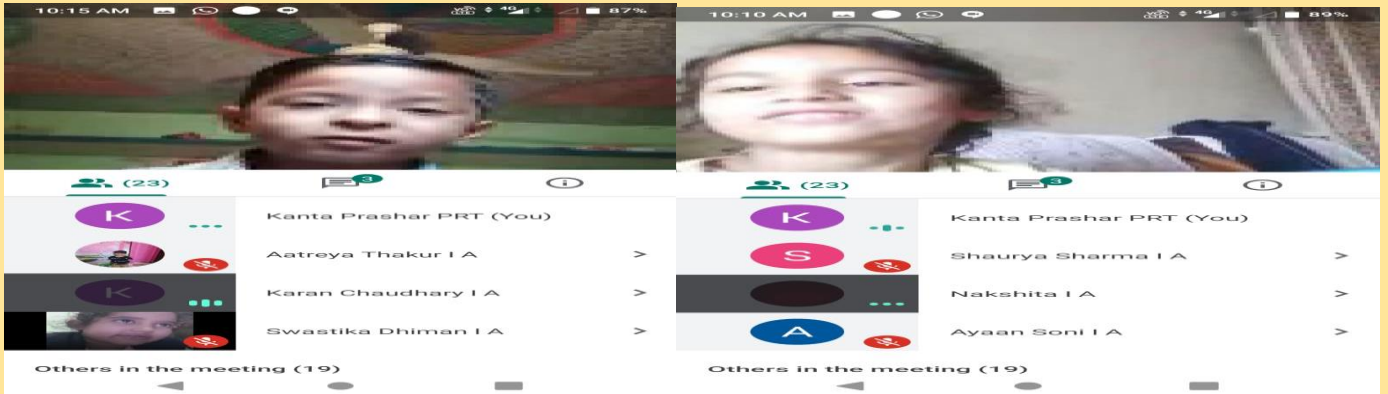 10:15 AM 4G 87%
(23) 3
K Kanta Prashar PRT (You)
Aatreya Thakur I A
K Karan Chaudhary I A
Swastika Dhiman I A
Others in the meeting (19)
10:10 AM 4G 89%
(23) 3
K Kanta Prashar PRT (You)
S Shaurya Sharma I A
Nakshita I A
A Ayaan Soni I A
Others in the meeting (19)